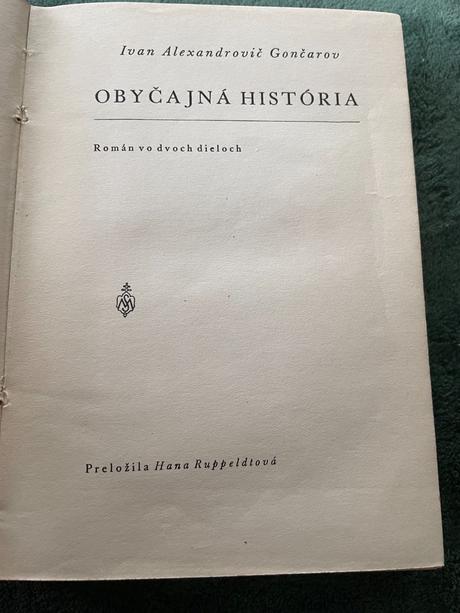 Ivan Alexandrovič Gončarov
OBYČAJNÁ HISTÓRIA
Román vo dvoch dieloch
Preložila Hana Ruppeldtová